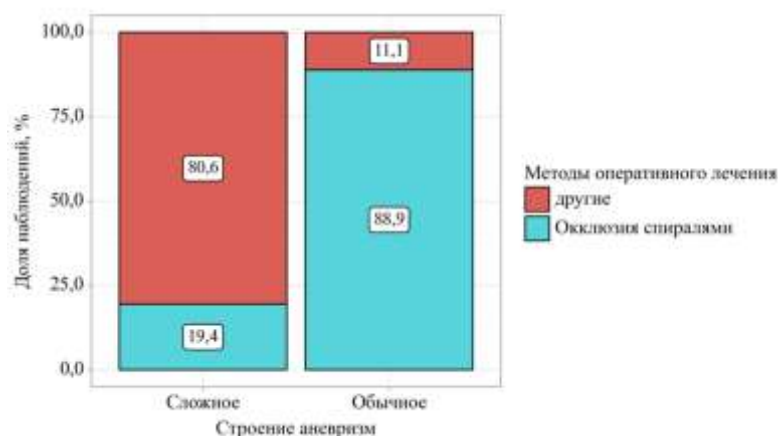 100,0
75,0
50,0
25,0
0,0
Доля наблюдений, %
11,1
80,6
88,9
19,4
Сложное
Обычное
Строение аневризм
Методы оперативного лечения
другие
Окклюзия спиралями